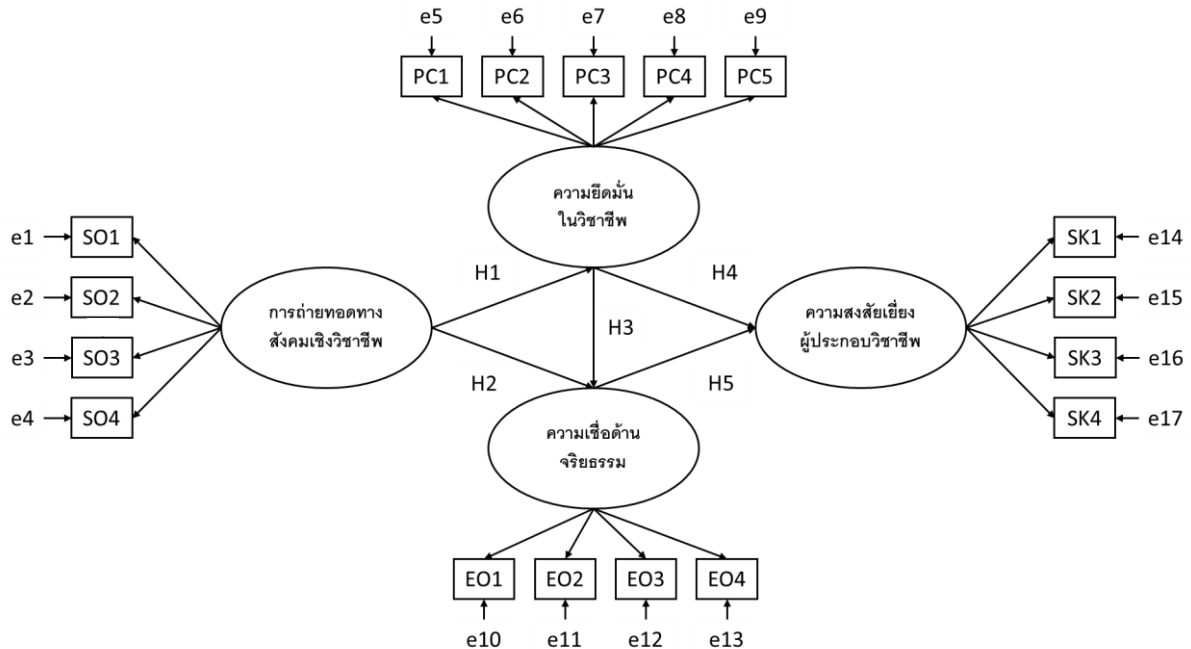 e5 e6 e7 e8 e9
PC1 PC2 PC3 PC4 PC5
ความยึดมั่น
ในวิชาชีพ
e1 SO1
e2 SO2
e3 SO3
e4 SO4
การถ่ายทอดทาง
สังคมเชิงวิชาชีพ
H1
H2
H3
H4
H5
ความสงสัยเยี่ยง
ผู้ประกอบวิชาชีพ
SK1 e14
SK2 e15
SK3 e16
SK4 e17
ความเชื่อด้าน
จริยธรรม
EO1 EO2 EO3 EO4
e10 e11 e12 e13